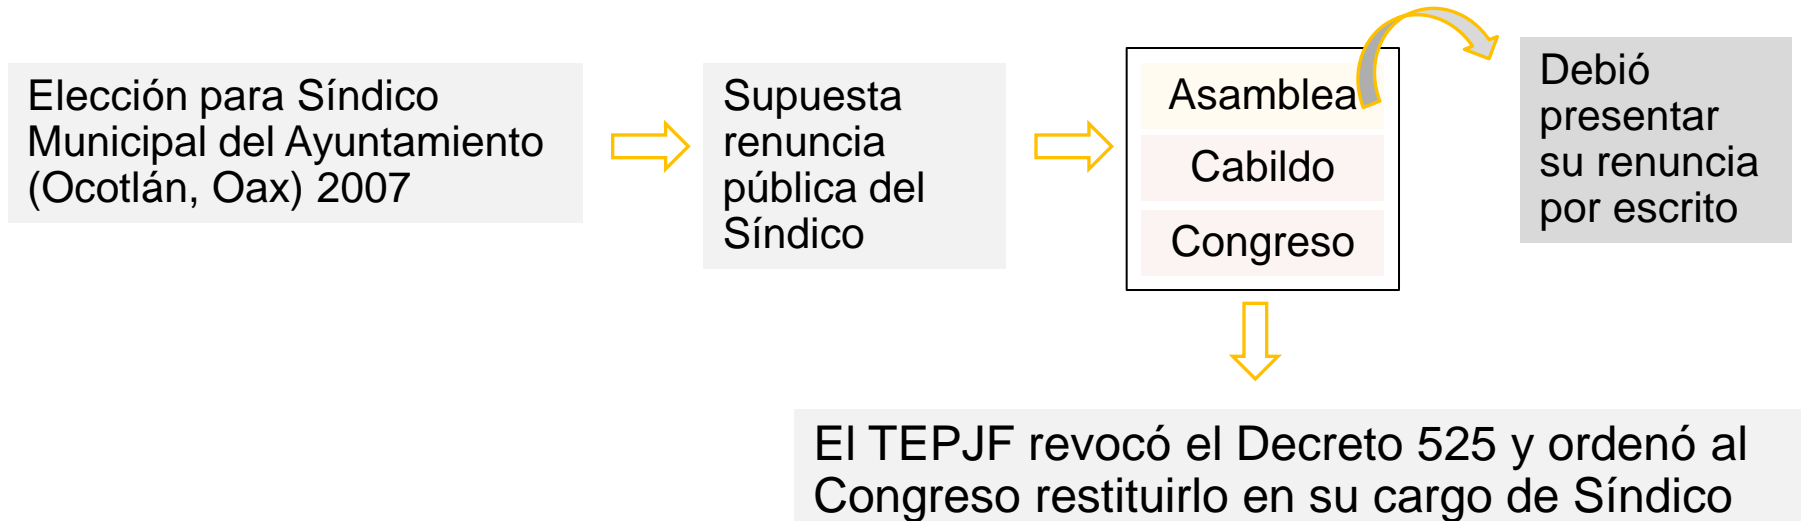 Elección para Síndico
Municipal del Ayuntamiento
(Ocotlán, Oax) 2007
Supuesta
renuncia
pública del
Síndico
Asamblea
Cabildo
Congreso
Debió
presentar
su renuncia
por escrito
El TEPJF revocó el Decreto 525 y ordenó al
Congreso restituirlo en su cargo de Síndico